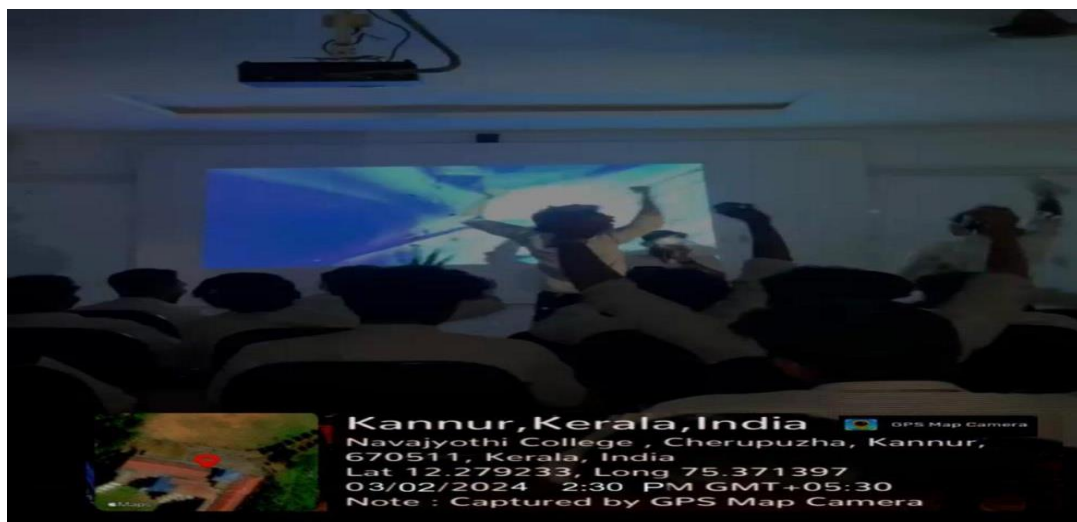 Kannur,Kerala,India
GPS Map Camera
Navajyothi College , Cherupuzha, Kannur,
670511, Kerala, India
Lat 12.279233, Long 75.371397
03/02/2024 2:30 PM GMT+05:30
Note : Captured by GPS Map Camera
Maps